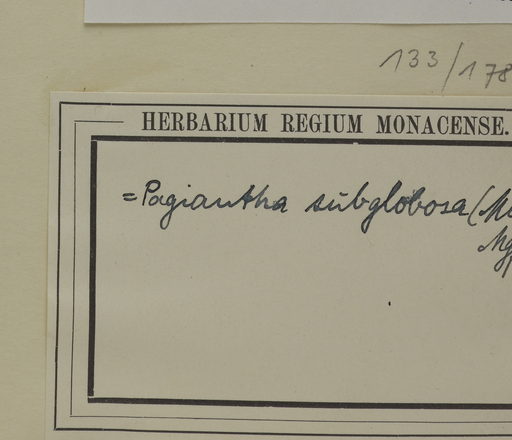 133/178
HERBARIUM REGIUM MONACENSE.
=Pagiantha subglobosa (M